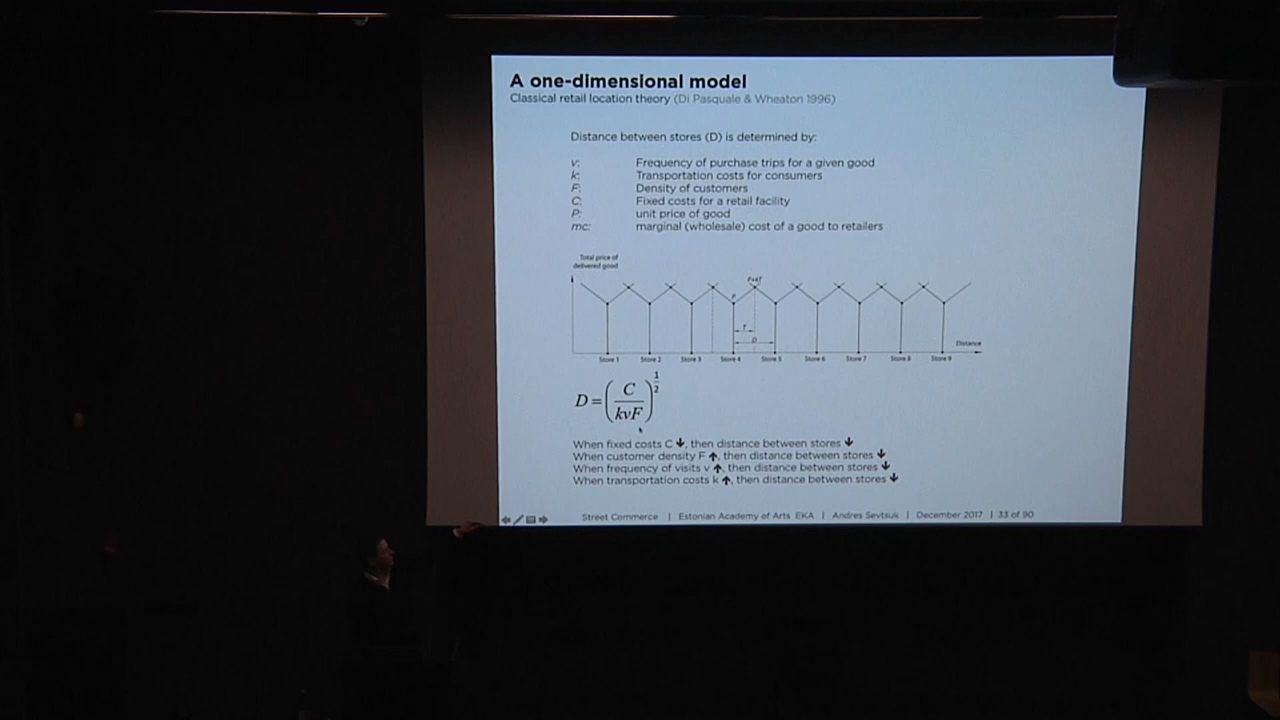 A one-dimensional model
Classical retail location theory (Di Pasquale & Wheaton 1996)
Distance between stores (D) is determined by:
v: Frequency of purchase trips for a given good
k: Transportation costs for consumers
F: Density of customers
C: Fixed costs for a retail facility
P: unit price of good
mc: marginal (wholesale) cost of a good to retailers
Total price of
delivered good
P+kT
P
T
D
Distance
Store 1 Store 2 Store 3 Store 4 Store 5 Store 6 Store 7 Store 8 Store 9
D = (C/kvF)^1/2
When fixed costs C ↓, then distance between stores ↓
When customer density F ↑, then distance between stores ↓
When frequency of visits v ↑, then distance between stores ↓
When transportation costs k ↑, then distance between stores ↓
Street Commerce | Estonian Academy of Arts EKA | Andres Sevtsuk | December 2017 | 33 of 90